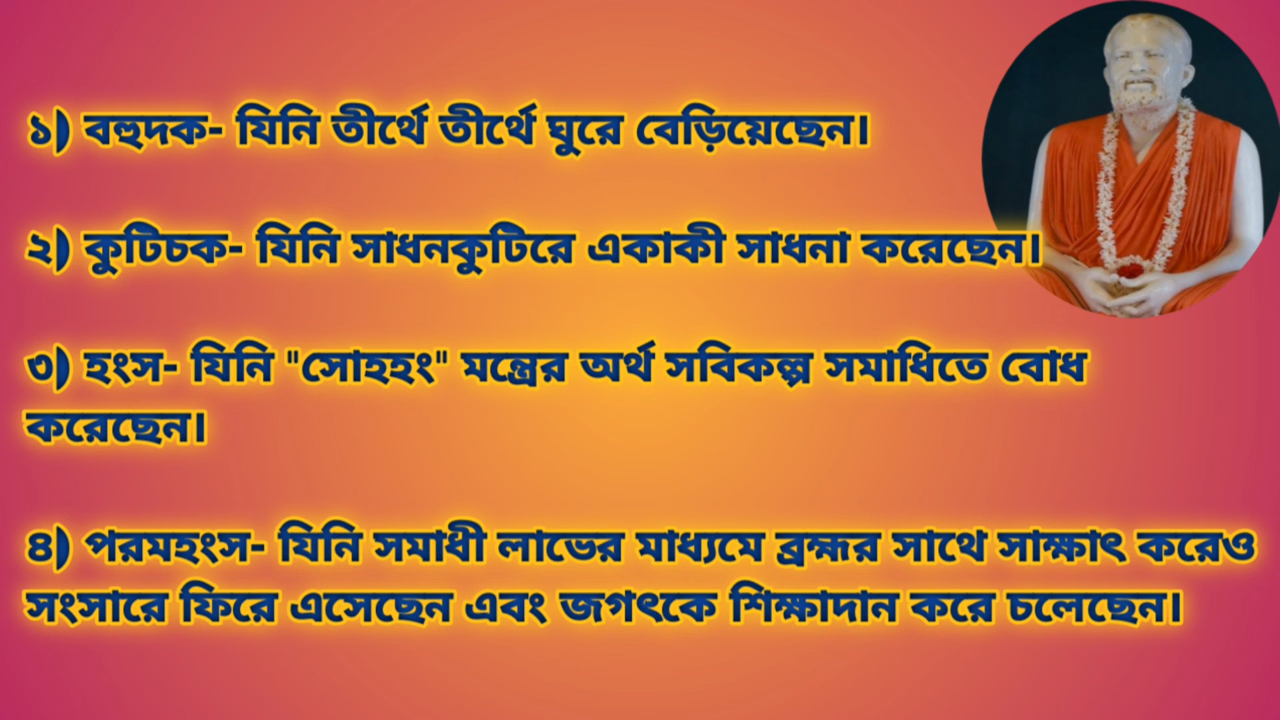 ১) বহুদক- যিনি তীর্থে তীর্থে ঘুরে বেড়িয়েছেন।
২) কুটিচক- যিনি সাধনকুটিরে একাকী সাধনা করেছেন।
৩) হংস- যিনি "সোহহং" মন্ত্রের অর্থ সবিকল্প সমাধিতে বোধ
করেছেন।
৪) পরমহংস- যিনি সমাধী লাভের মাধ্যমে ব্রহ্মর সাথে সাক্ষাৎ করেও
সংসারে ফিরে এসেছেন এবং জগৎকে শিক্ষাদান করে চলেছেন।